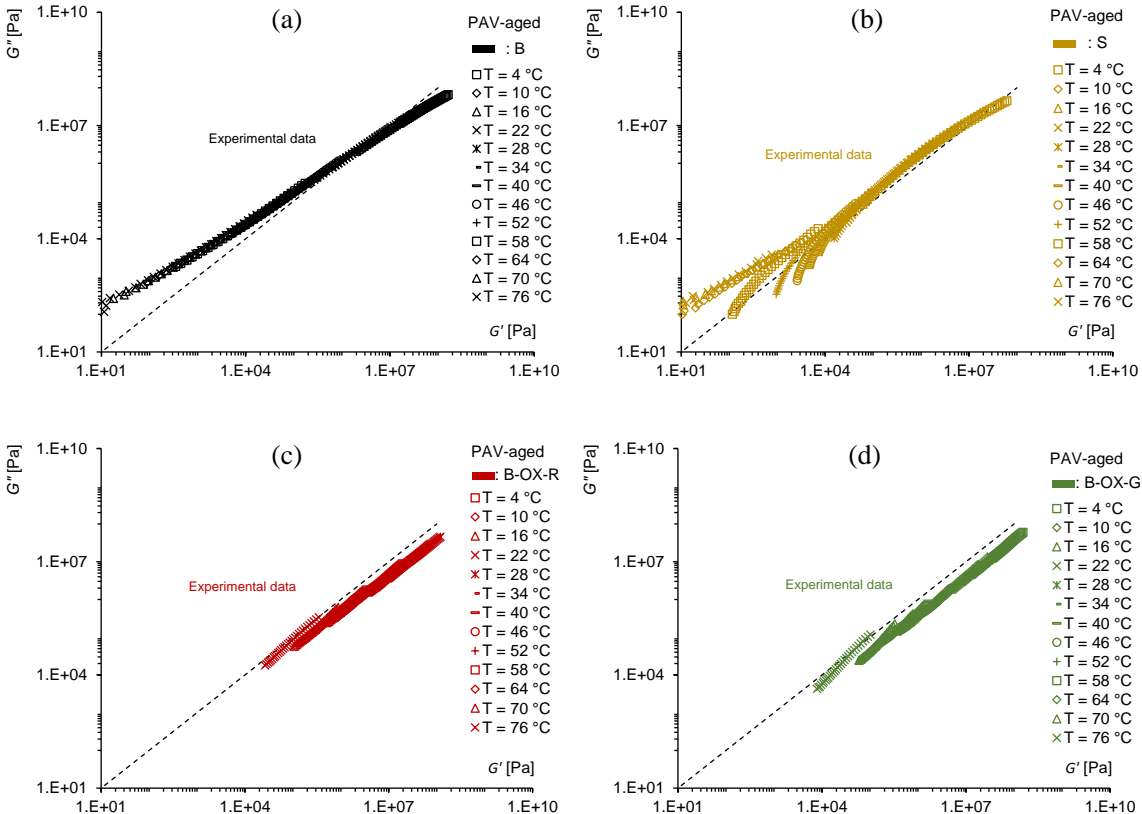 (a)
G″ [Pa]
1.E+10
1.E+07
1.E+04
1.E+01
1.E+01
1.E+04
1.E+07
1.E+10
G′ [Pa]
Experimental data
PAV-aged
: B
T = 4 °C
T = 10 °C
T = 16 °C
T = 22 °C
T = 28 °C
T = 34 °C
T = 40 °C
T = 46 °C
T = 52 °C
T = 58 °C
T = 64 °C
T = 70 °C
T = 76 °C
(b)
G″ [Pa]
1.E+10
1.E+07
1.E+04
1.E+01
1.E+01
1.E+04
1.E+07
1.E+10
G′ [Pa]
Experimental data
PAV-aged
: S
T = 4 °C
T = 10 °C
T = 16 °C
T = 22 °C
T = 28 °C
T = 34 °C
T = 40 °C
T = 46 °C
T = 52 °C
T = 58 °C
T = 64 °C
T = 70 °C
T = 76 °C
(c)
G″ [Pa]
1.E+10
1.E+07
1.E+04
1.E+01
1.E+01
1.E+04
1.E+07
1.E+10
G′ [Pa]
Experimental data
PAV-aged
: B-OX-R
T = 4 °C
T = 10 °C
T = 16 °C
T = 22 °C
T = 28 °C
T = 34 °C
T = 40 °C
T = 46 °C
T = 52 °C
T = 58 °C
T = 64 °C
T = 70 °C
T = 76 °C
(d)
G″ [Pa]
1.E+10
1.E+07
1.E+04
1.E+01
1.E+01
1.E+04
1.E+07
1.E+10
G′ [Pa]
Experimental data
PAV-aged
: B-OX-G
T = 4 °C
T = 10 °C
T = 16 °C
T = 22 °C
T = 28 °C
T = 34 °C
T = 40 °C
T = 46 °C
T = 52 °C
T = 58 °C
T = 64 °C
T = 70 °C
T = 76 °C